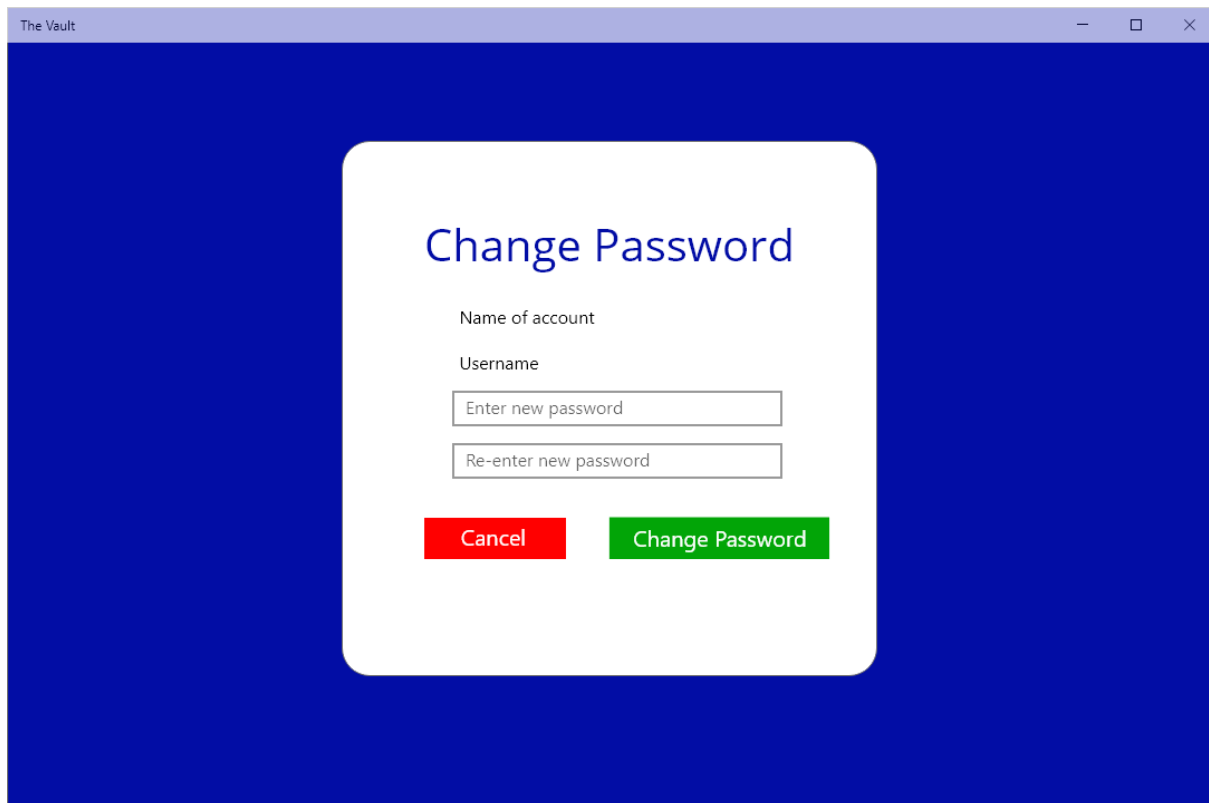 The Vault
Change Password
Name of account
Username
Enter new password
Re-enter new password
Cancel
Change Password